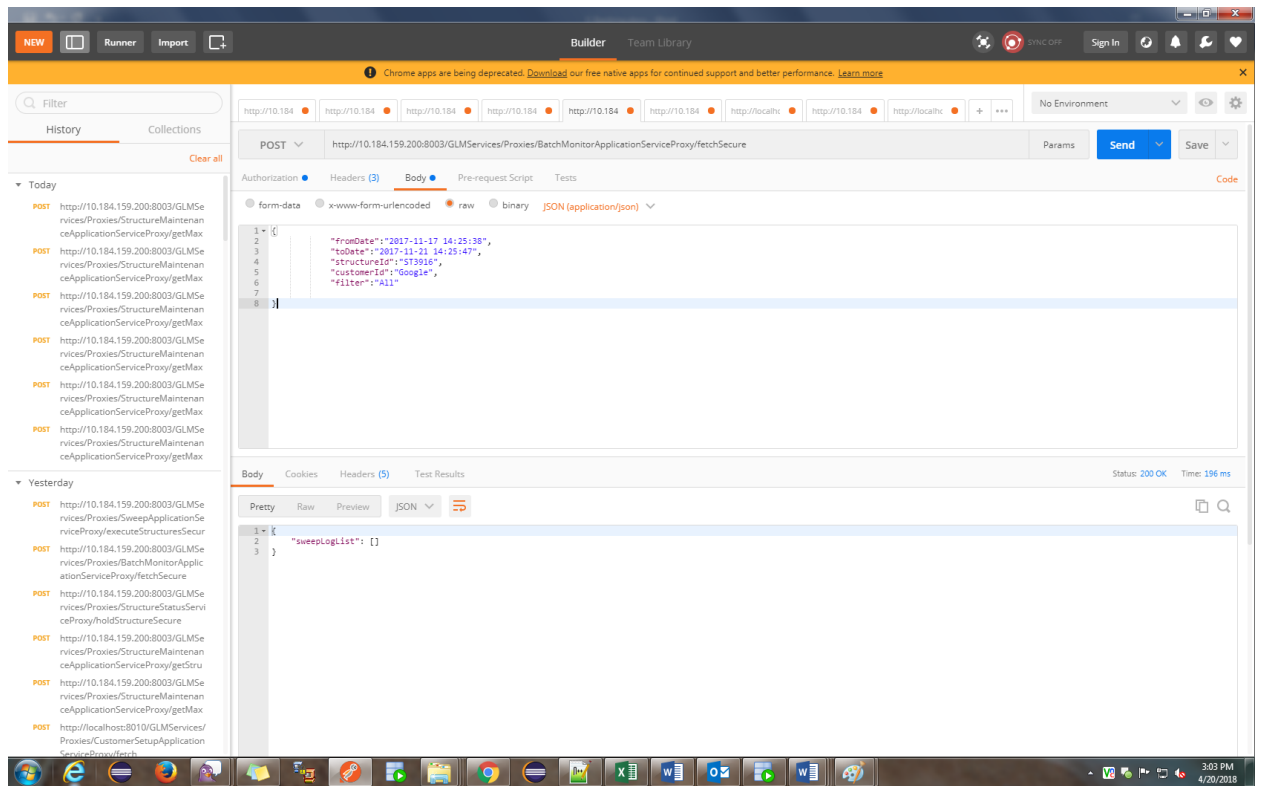 NEW Runner Import Builder Team Library SYNC OFF Sign In
Chrome apps are being deprecated. Download our free native apps for continued support and better performance. Learn more
Filter
History Collections
Clear all
Today
POST http://10.184.159.200:8003/GLMSe
rvices/Proxies/StructureMaintenan
ceApplicationServiceProxy/getMax
POST http://10.184.159.200:8003/GLMSe
rvices/Proxies/StructureMaintenan
ceApplicationServiceProxy/getMax
POST http://10.184.159.200:8003/GLMSe
rvices/Proxies/StructureMaintenan
ceApplicationServiceProxy/getMax
POST http://10.184.159.200:8003/GLMSe
rvices/Proxies/StructureMaintenan
ceApplicationServiceProxy/getMax
POST http://10.184.159.200:8003/GLMSe
rvices/Proxies/StructureMaintenan
ceApplicationServiceProxy/getMax
POST http://10.184.159.200:8003/GLMSe
rvices/Proxies/StructureMaintenan
ceApplicationServiceProxy/getMax
Yesterday
POST http://10.184.159.200:8003/GLMSe
rvices/Proxies/SweepApplicationSe
rviceProxy/executeStructuresSecur
POST http://10.184.159.200:8003/GLMSe
rvices/Proxies/BatchMonitorApplic
ationServiceProxy/fetchSecure
POST http://10.184.159.200:8003/GLMSe
rvices/Proxies/StructureStatusServi
ceProxy/holdStructureSecure
POST http://10.184.159.200:8003/GLMSe
rvices/Proxies/StructureMaintenan
ceApplicationServiceProxy/getStru
POST http://10.184.159.200:8003/GLMSe
rvices/Proxies/StructureMaintenan
ceApplicationServiceProxy/getMax
POST http://localhost:8010/GLMServices/
Proxies/CustomerSetupApplication
ServiceProxy/fetch
http://10.184 http://10.184 http://10.184 http://10.184 http://10.184 http://10.184 http://localh http://10.184 http://localhc + ••• No Environment
POST http://10.184.159.200:8003/GLMServices/Proxies/BatchMonitorApplicationServiceProxy/fetchSecure Params Send Save
Authorization Headers (3) Body Pre-request Script Tests Code
form-data x-www-form-urlencoded raw binary JSON (application/json)
1 {
2 "fromDate":"2017-11-17 14:25:38",
3 "toDate":"2017-11-21 14:25:47",
4 "structureId":"ST3916",
5 "customerId":"Google",
6 "filter":"All"
7
8 }
Body Cookies Headers (5) Test Results Status: 200 OK Time: 196 ms
Pretty Raw Preview JSON
1 {
2 "sweepLogList": []
3 }
3:03 PM
4/20/2018